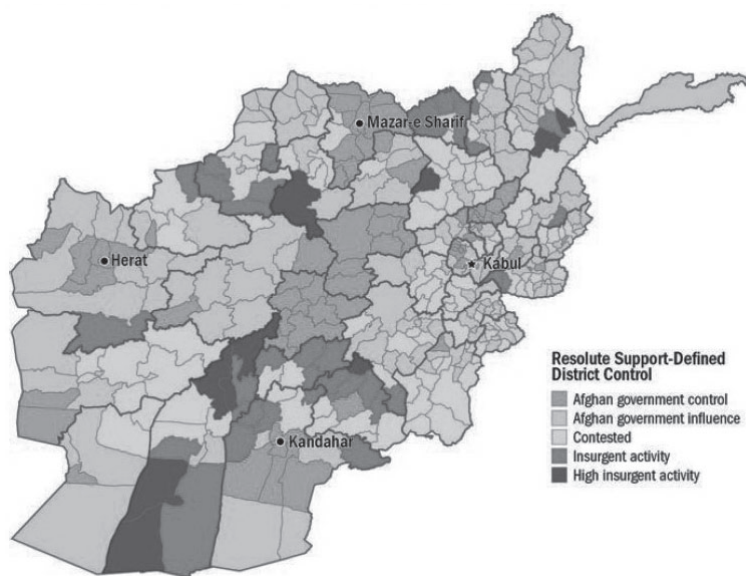 Mazar-e Sharif
Herat
Kabul
Kandahar
Resolute Support-Defined
District Control
Afghan government control
Afghan government influence
Contested
Insurgent activity
High insurgent activity